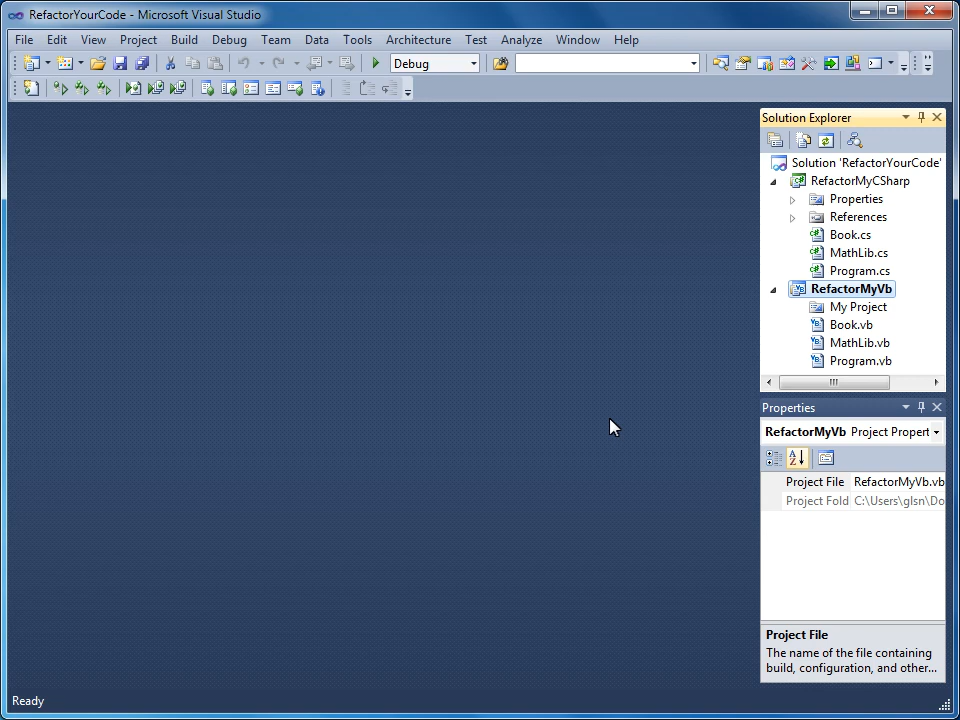 RefactorYourCode - Microsoft Visual Studio
File Edit View Project Build Debug Team Data Tools Architecture Test Analyze Window Help
Debug
Solution Explorer
Solution 'RefactorYourCode'
RefactorMyCSharp
Properties
References
Book.cs
MathLib.cs
Program.cs
RefactorMyVb
My Project
Book.vb
MathLib.vb
Program.vb
Properties
RefactorMyVb Project Propert
Project File RefactorMyVb.vb
Project Fold C:\Users\glsn\Do
Project File
The name of the file containing
build, configuration, and other...
Ready